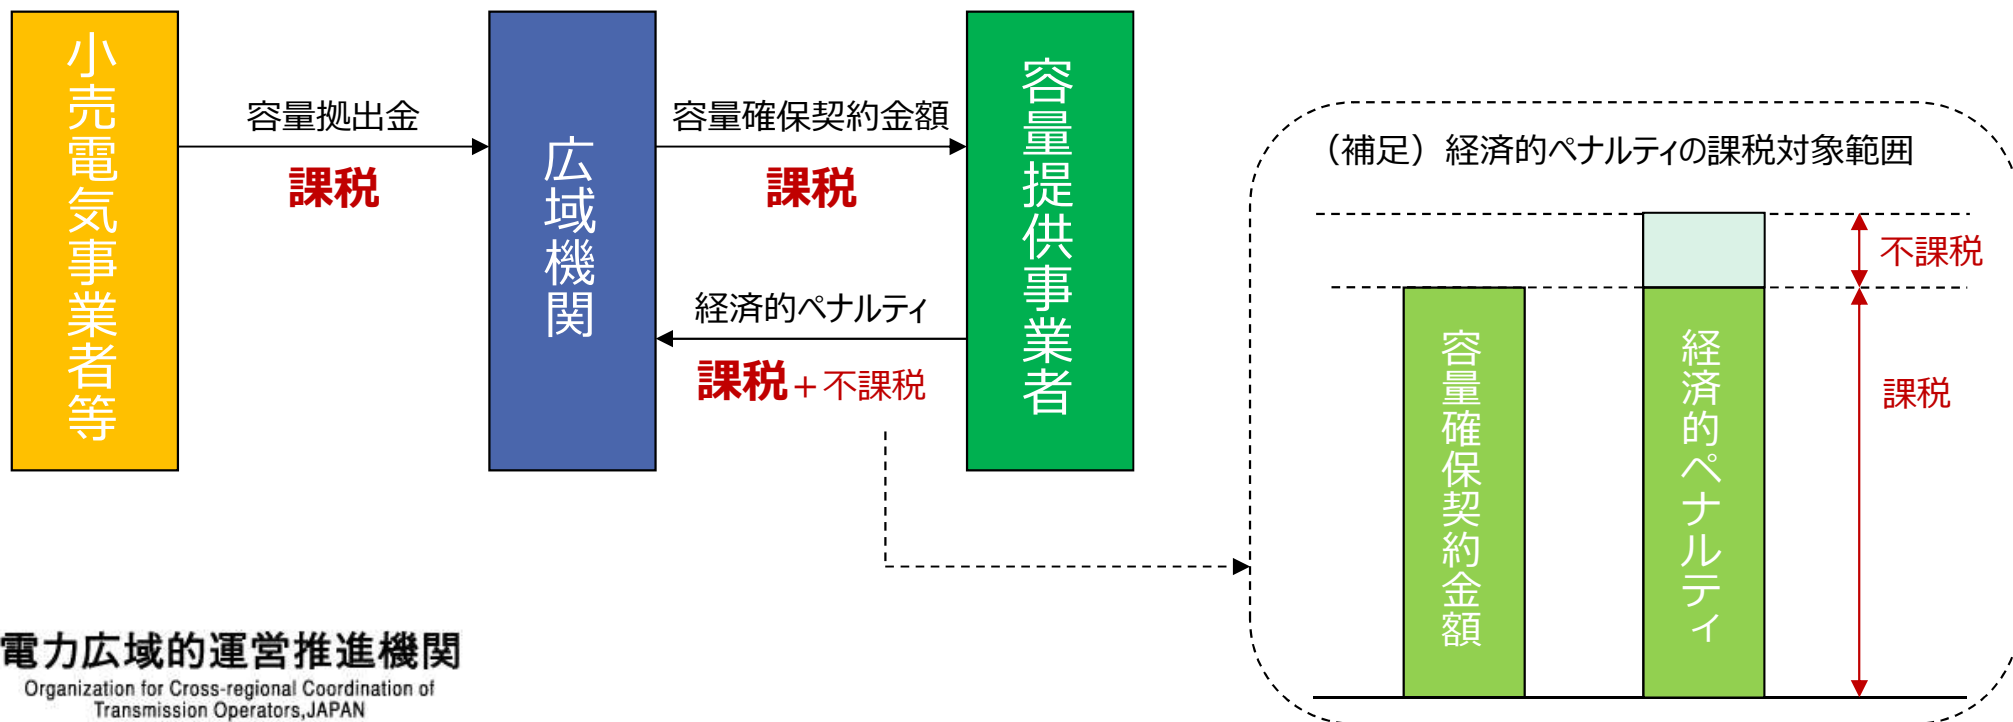 小売電気事業者等
容量拠出金
課税
広域機関
容量確保契約金額
課税
経済的ペナルティ
課税+不課税
容量提供事業者
（補足）経済的ペナルティの課税対象範囲
不課税
課税
容量確保契約金額
経済的ペナルティ
電力広域的運営推進機関
Organization for Cross-regional Coordination of
Transmission Operators,JAPAN